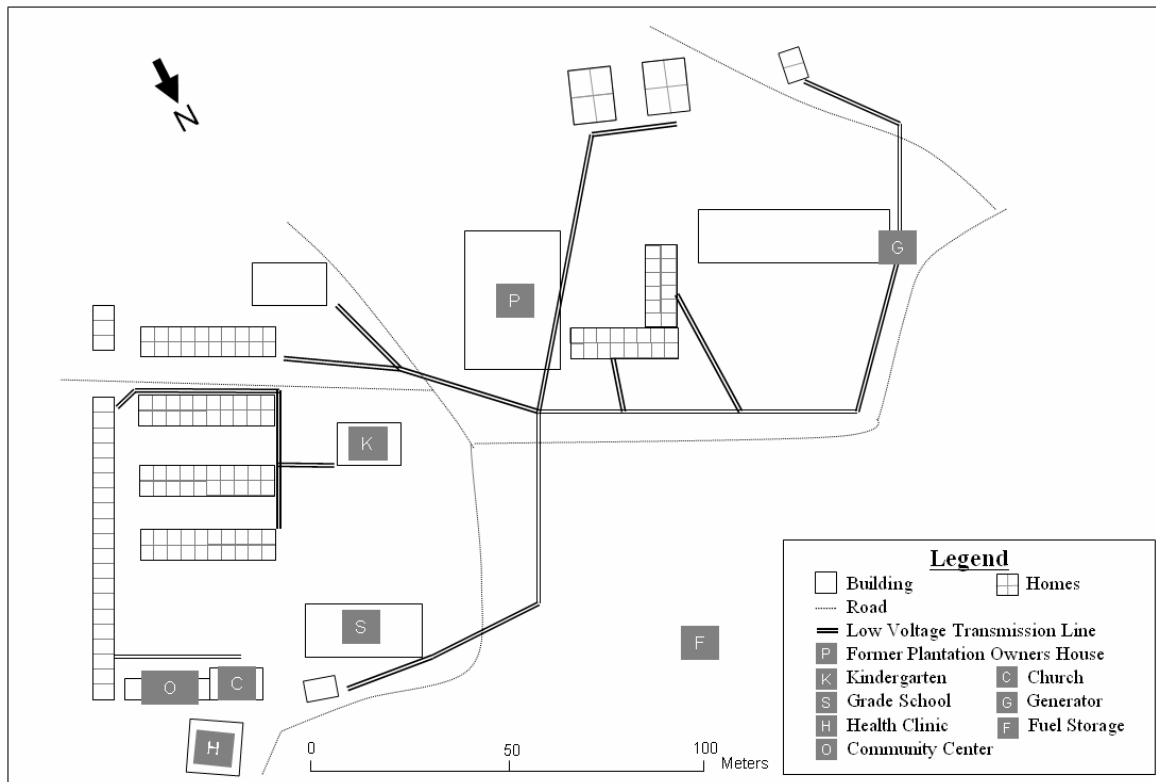 N
G
P
K
S
F
O
C
H
0
50
100
Meters
Legend
Building
Homes
Road
Low Voltage Transmission Line
P Former Plantation Owners House
K Kindergarten
C Church
S Grade School
G Generator
H Health Clinic
F Fuel Storage
O Community Center